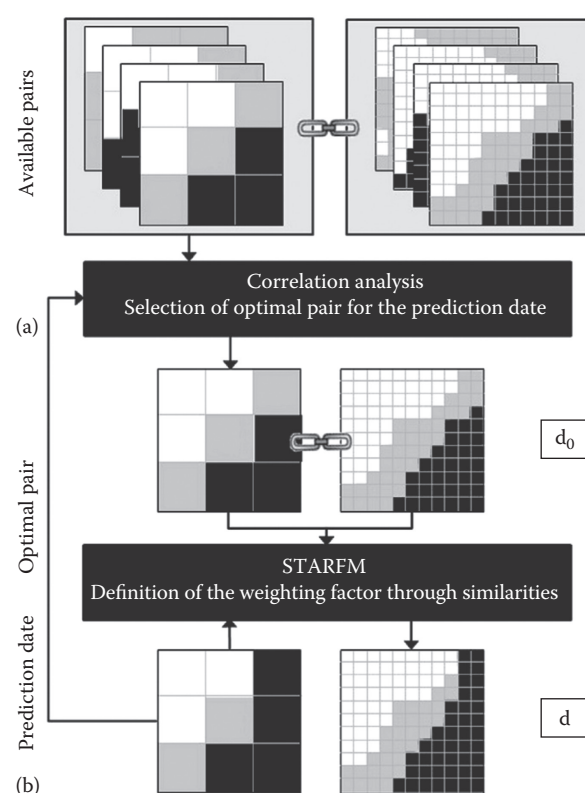 Available pairs
Correlation analysis
Selection of optimal pair for the prediction date
(a)
d₀
Optimal pair
STARFM
Definition of the weighting factor through similarities
Prediction date
d
(b)